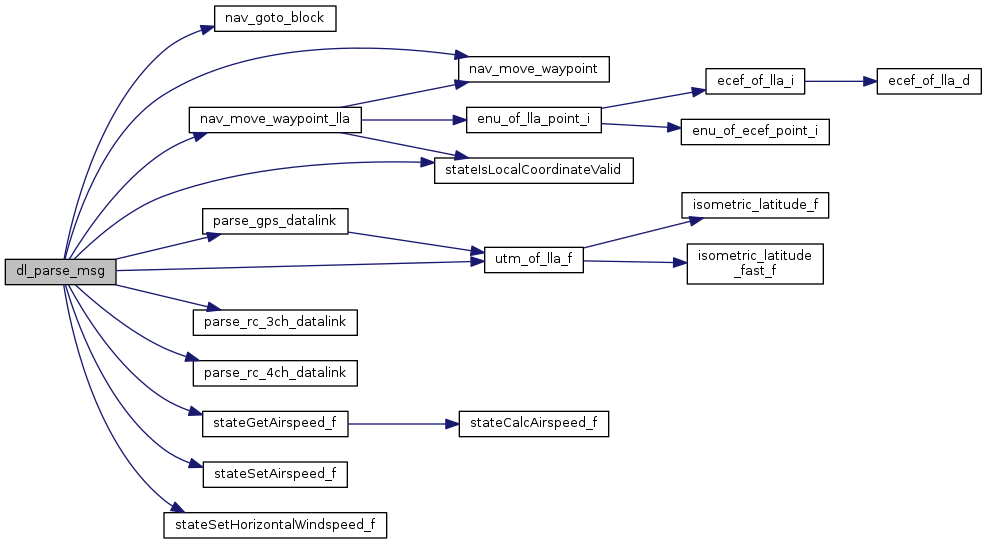 nav_goto_block
nav_move_waypoint
ecef_of_lla_i
ecef_of_lla_d
nav_move_waypoint_lla
enu_of_lla_point_i
enu_of_ecef_point_i
stateIsLocalCoordinateValid
isometric_latitude_f
parse_gps_datalink
utm_of_lla_f
isometric_latitude
_fast_f
dl_parse_msg
parse_rc_3ch_datalink
parse_rc_4ch_datalink
stateGetAirspeed_f
stateCalcAirspeed_f
stateSetAirspeed_f
stateSetHorizontalWindspeed_f